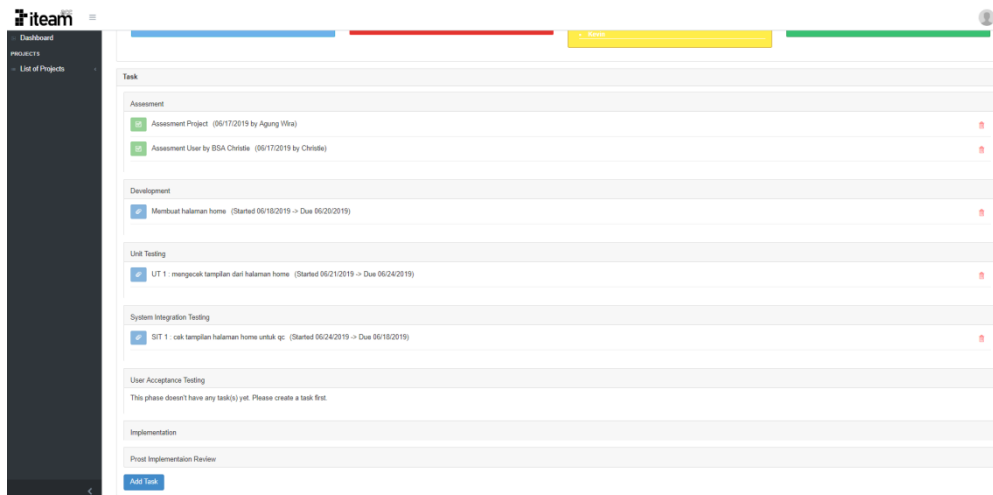 iteam
Dashboard
PROJECTS
List of Projects
Task
Assesment
Assesment Project (06/17/2019 by Agung Wira)
Assesment User by BSA Christie (06/17/2019 by Christie)
Development
Membuat halaman home (Started 06/18/2019 -> Due 06/20/2019)
Unit Testing
UT 1 : mengecek tampilan dari halaman home (Started 06/21/2019 -> Due 06/24/2019)
System Integration Testing
SIT 1 : cek tampilan halaman home untuk qc (Started 06/24/2019 -> Due 06/18/2019)
User Acceptance Testing
This phase doesn't have any task(s) yet. Please create a task first.
Implementation
Prost Implementaion Review
Add Task